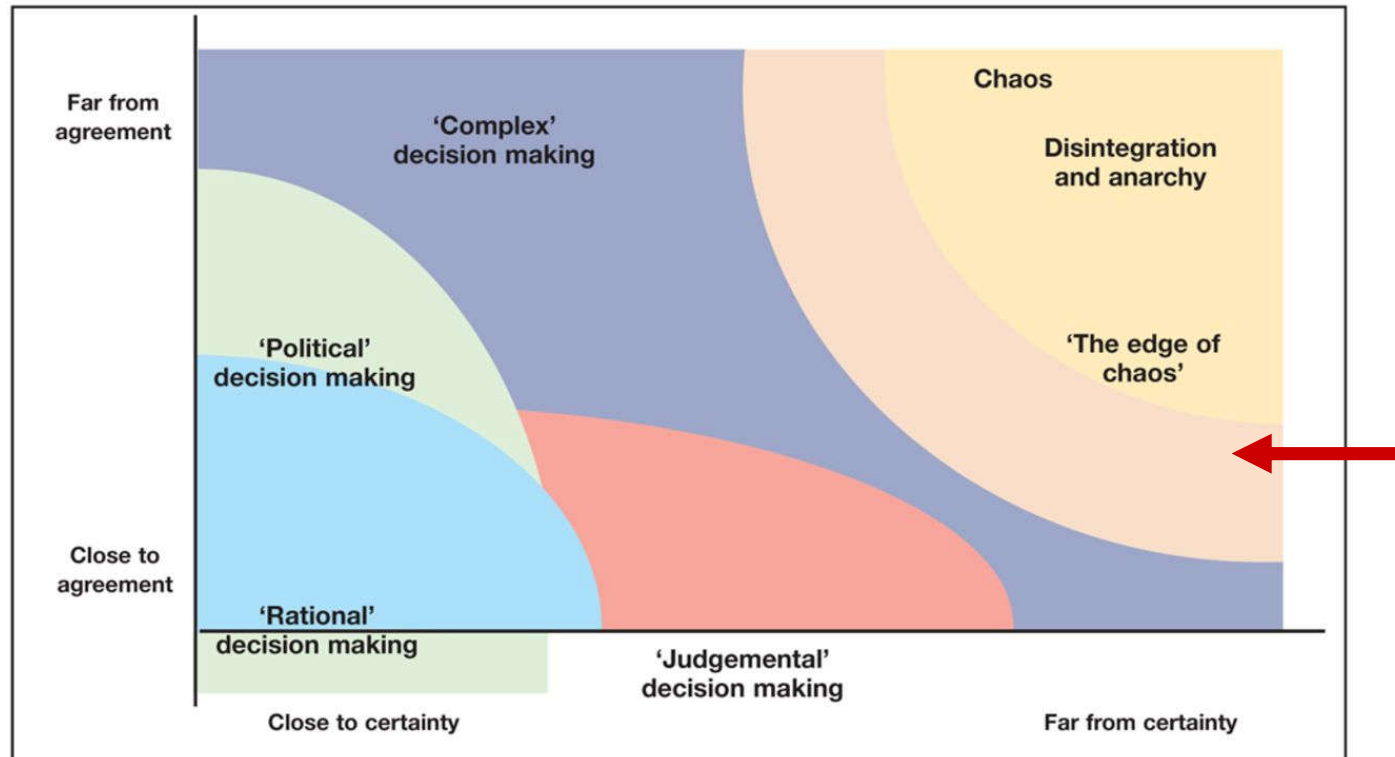 Far from
agreement
‘Complex’
decision making
Chaos
Disintegration
and anarchy
‘Political’
decision making
‘The edge of
chaos’
Close to
agreement
‘Rational’
decision making
‘Judgemental’
decision making
Close to certainty
Far from certainty